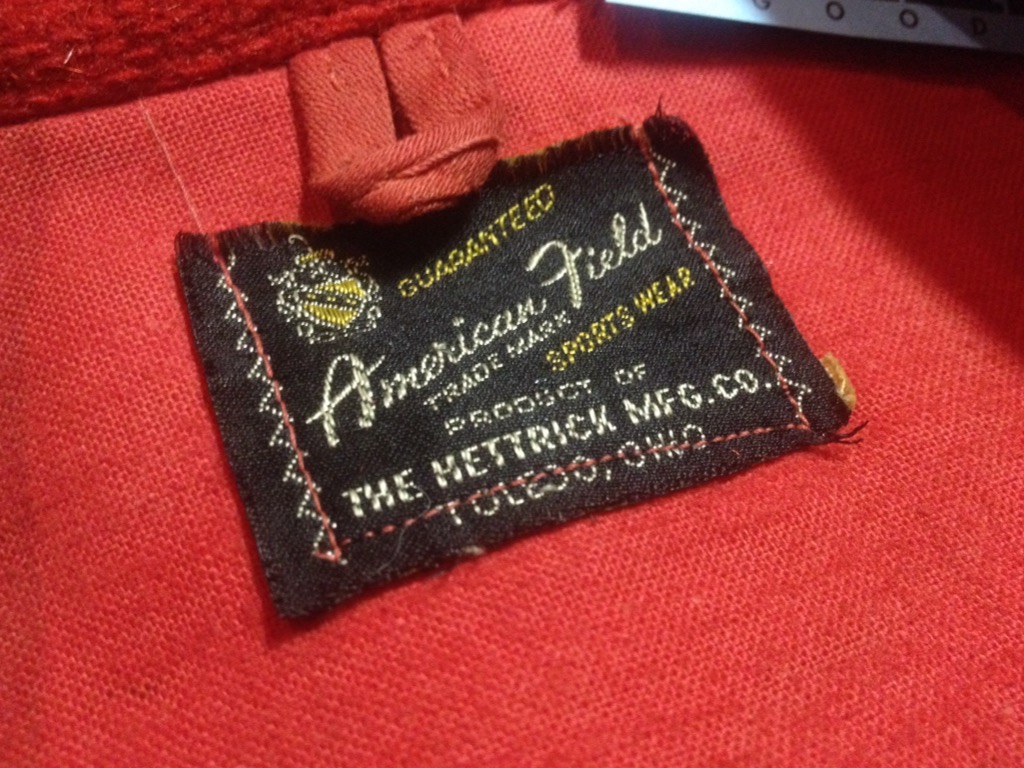 G O O D
GUARANTEED
American Field
TRADE MARK
SPORTS WEAR
PRODUCT OF
THE HETTRICK MFG.CO.
TOLEDO, OHIO